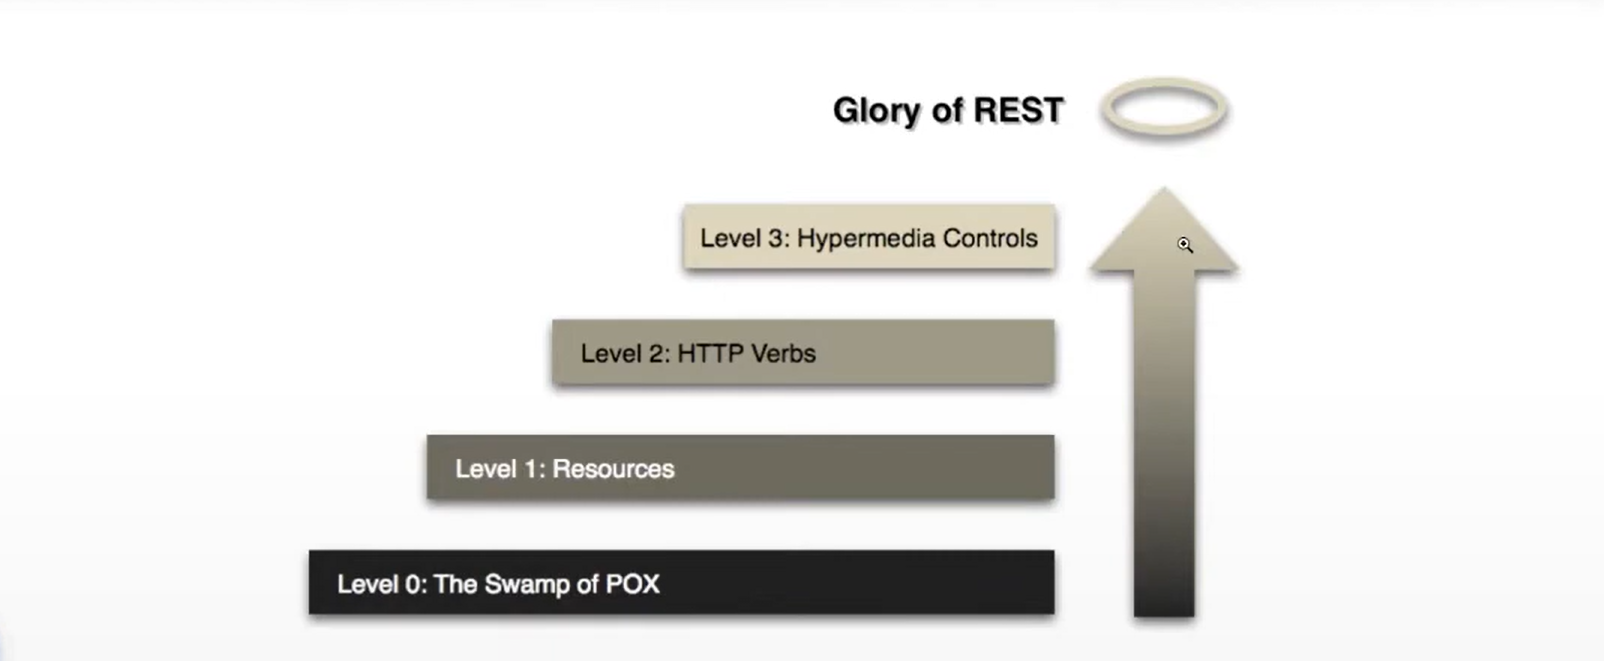 Glory of REST
Level 3: Hypermedia Controls
Level 2: HTTP Verbs
Level 1: Resources
Level 0: The Swamp of POX